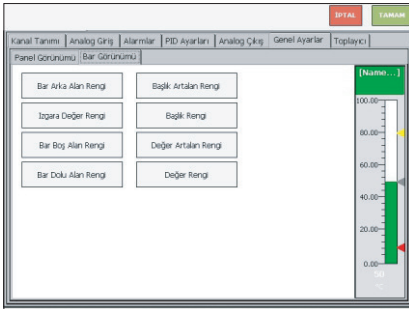 İPTAL TAMAM
Kanal Tanımı Analog Giriş Alarmlar PID Ayarları Analog Çıkış Genel Ayarlar Toplayıcı
Panel Görünümü Bar Görünümü
[Name...]
Bar Arka Alan Rengi Başlık Artalan Rengi
100.00
Izgara Değer Rengi Başlık Rengi
80.00
Bar Boş Alan Rengi Değer Artalan Rengi
60.00
Bar Dolu Alan Rengi Değer Rengi
40.00
20.00
0.00
50
°C